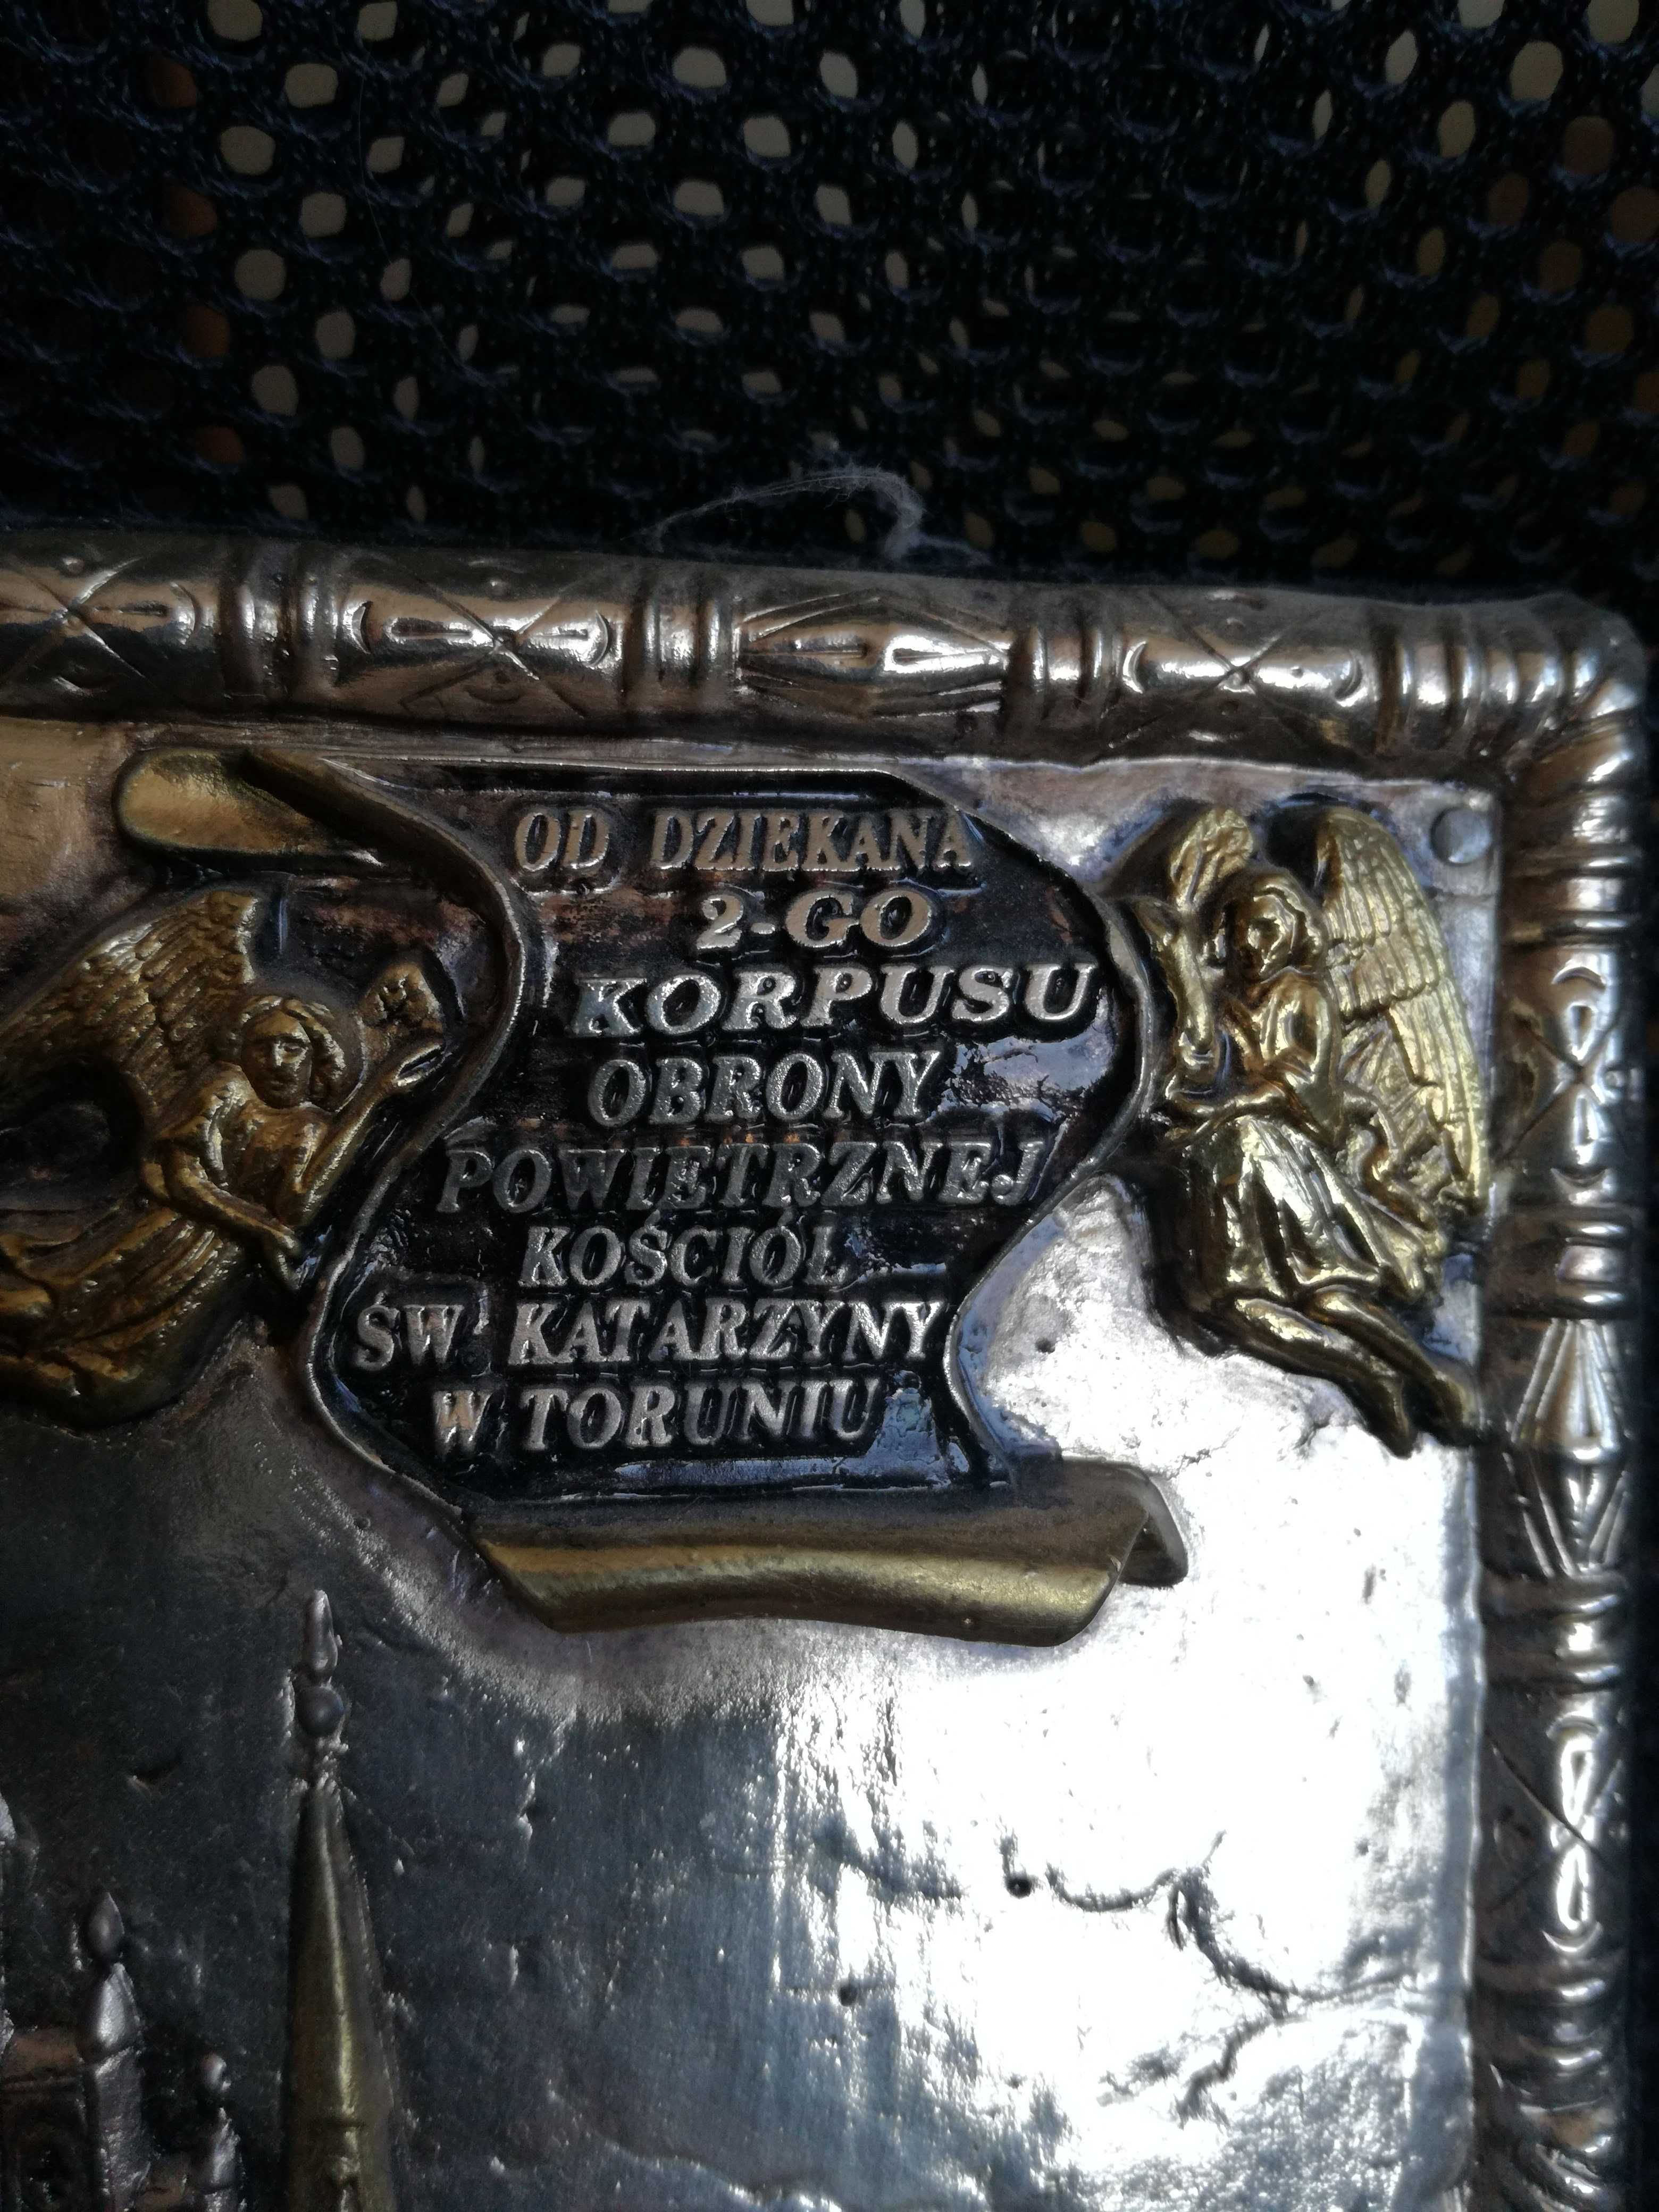 OD DZIEKANA
2-GO
KORPUSU
OBRONY
POWIETRZNEJ
KOŚCIÓŁ
ŚW. KATARZYNY
W TORUNIU